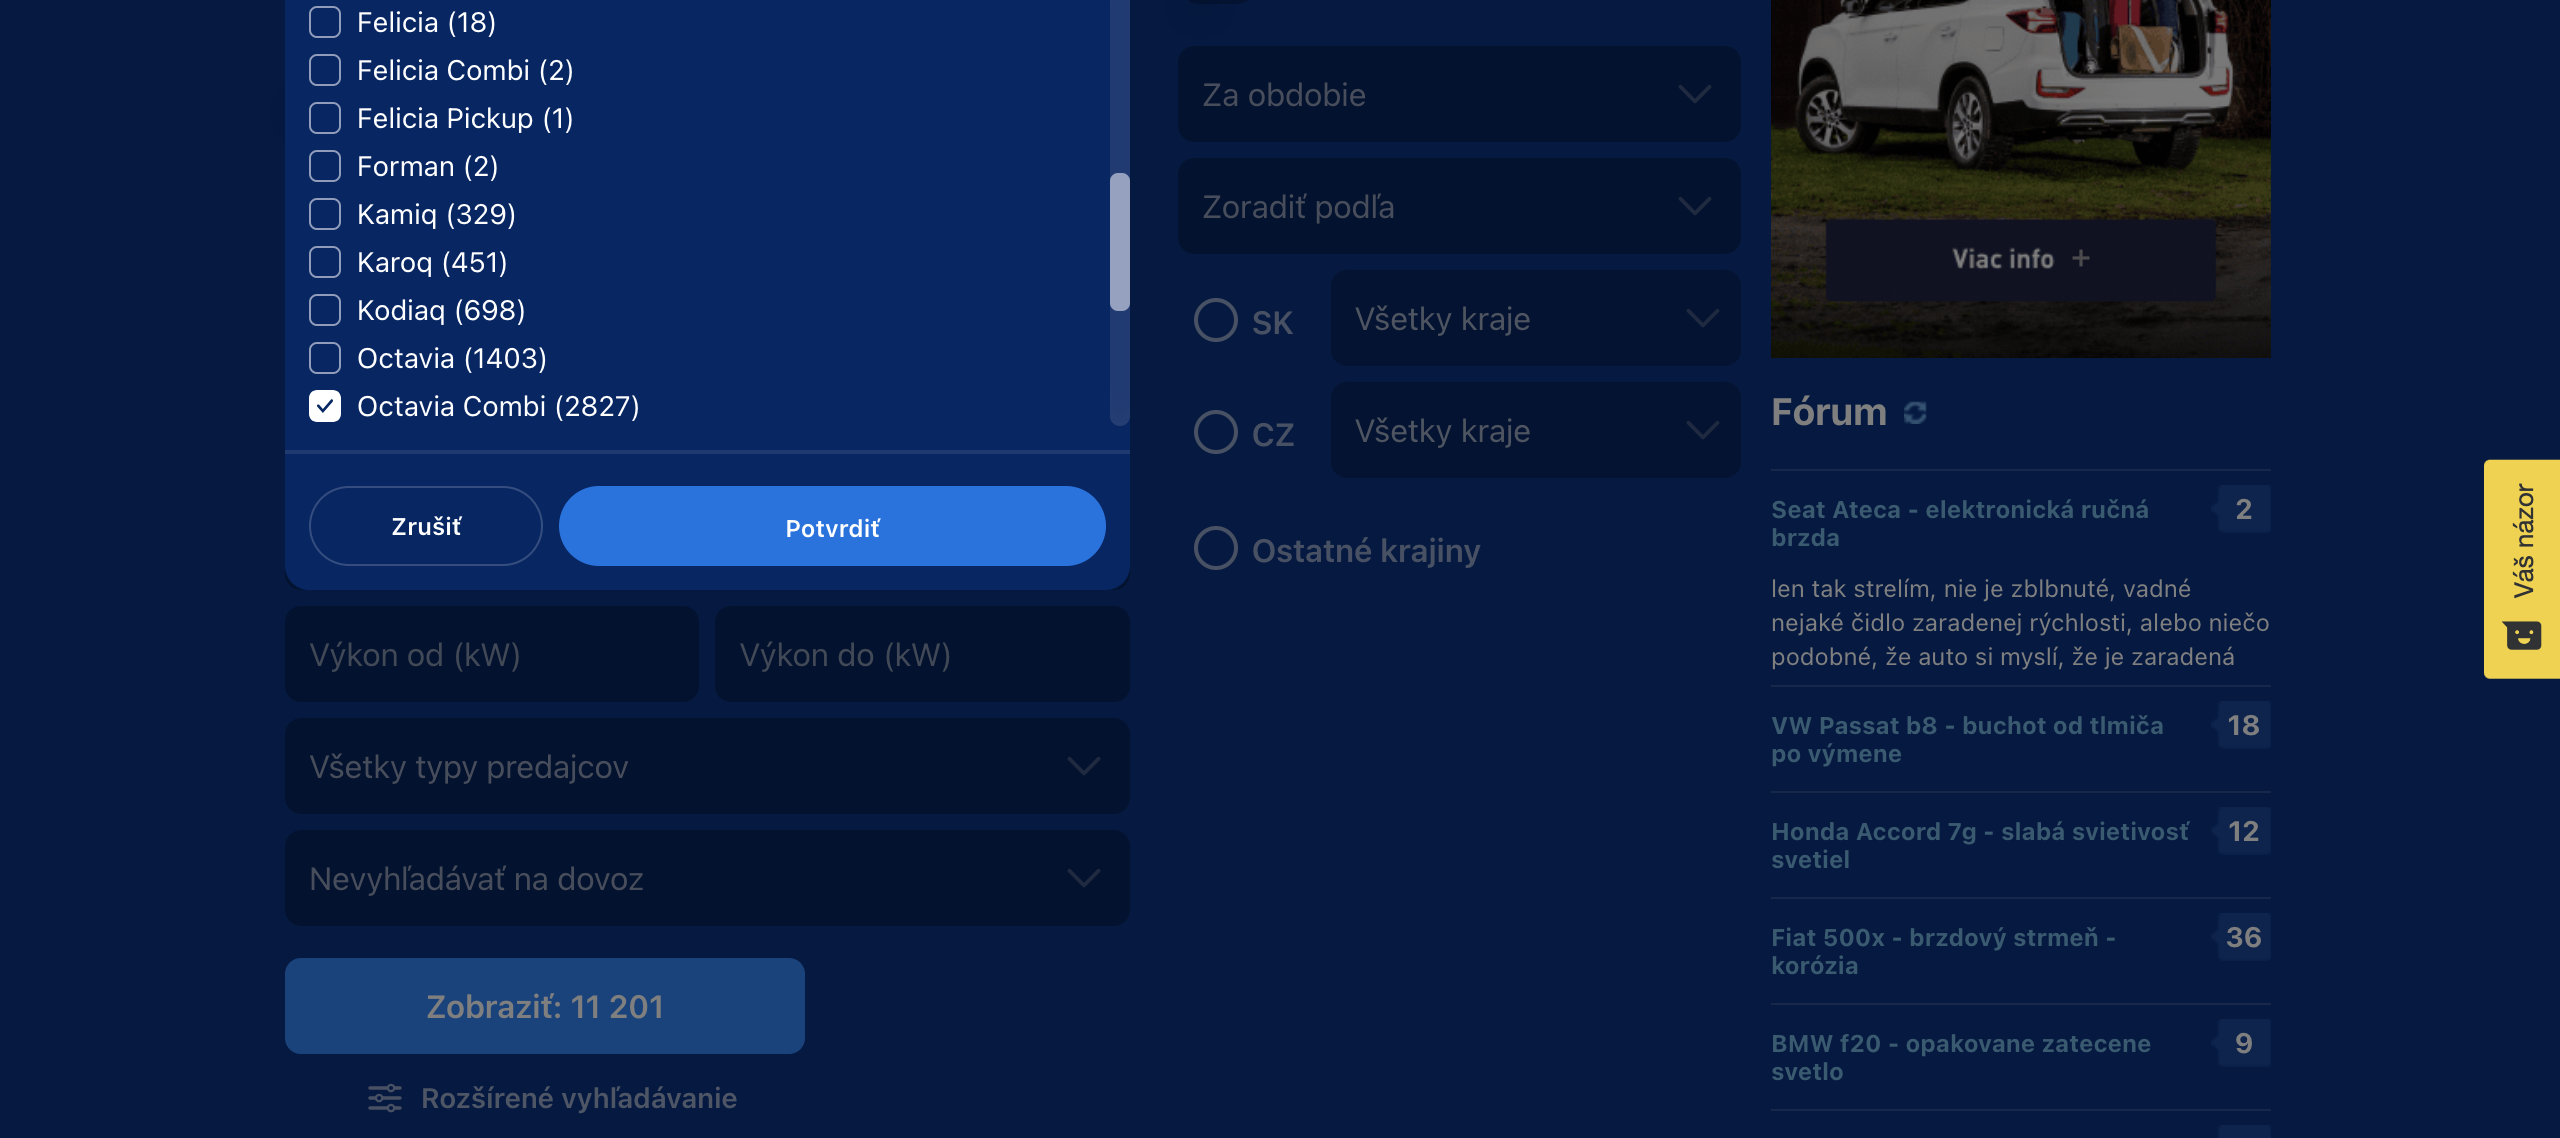 Felicia (18)
Felicia Combi (2)
Felicia Pickup (1)
Forman (2)
Kamiq (329)
Karoq (451)
Kodiaq (698)
Octavia (1403)
Octavia Combi (2827)
Zrušiť
Potvrdiť
Výkon od (kW)
Výkon do (kW)
Všetky typy predajcov
Nevyhľadávať na dovoz
Zobraziť: 11 201
Rozšírené vyhľadávanie
Za obdobie
Zoradiť podľa
SK
Všetky kraje
CZ
Všetky kraje
Ostatné krajiny
Viac info +
Fórum
Seat Ateca - elektronická ručná
brzda
2
len tak strelím, nie je zblbnuté, vadné
nejaké čidlo zaradenej rýchlosti, alebo niečo
podobné, že auto si myslí, že je zaradená
VW Passat b8 - buchot od tlmiča
po výmene
18
Honda Accord 7g - slabá svietivosť
svetiel
12
Fiat 500x - brzdový strmeň -
korózia
36
BMW f20 - opakovane zatecene
svetlo
9
Váš názor